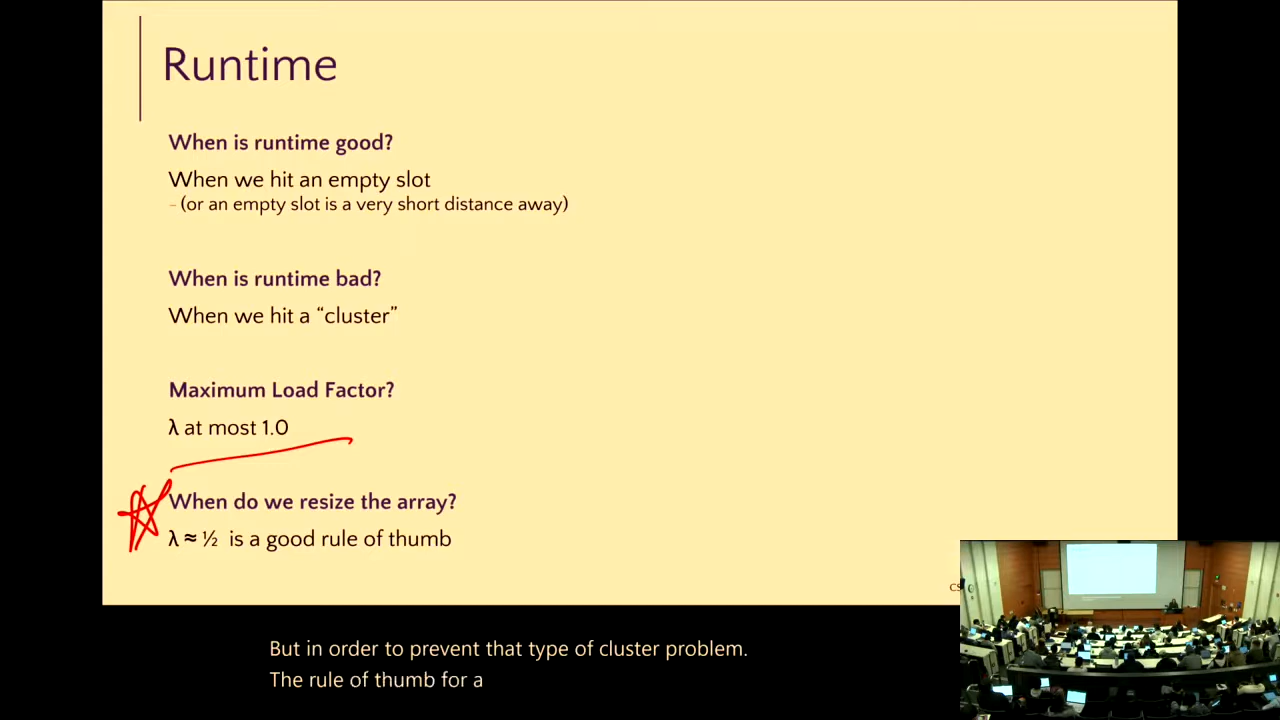 Runtime
When is runtime good?
When we hit an empty slot
- (or an empty slot is a very short distance away)
When is runtime bad?
When we hit a “cluster”
Maximum Load Factor?
λ at most 1.0
When do we resize the array?
λ ≈ ½ is a good rule of thumb
But in order to prevent that type of cluster problem.
The rule of thumb for a